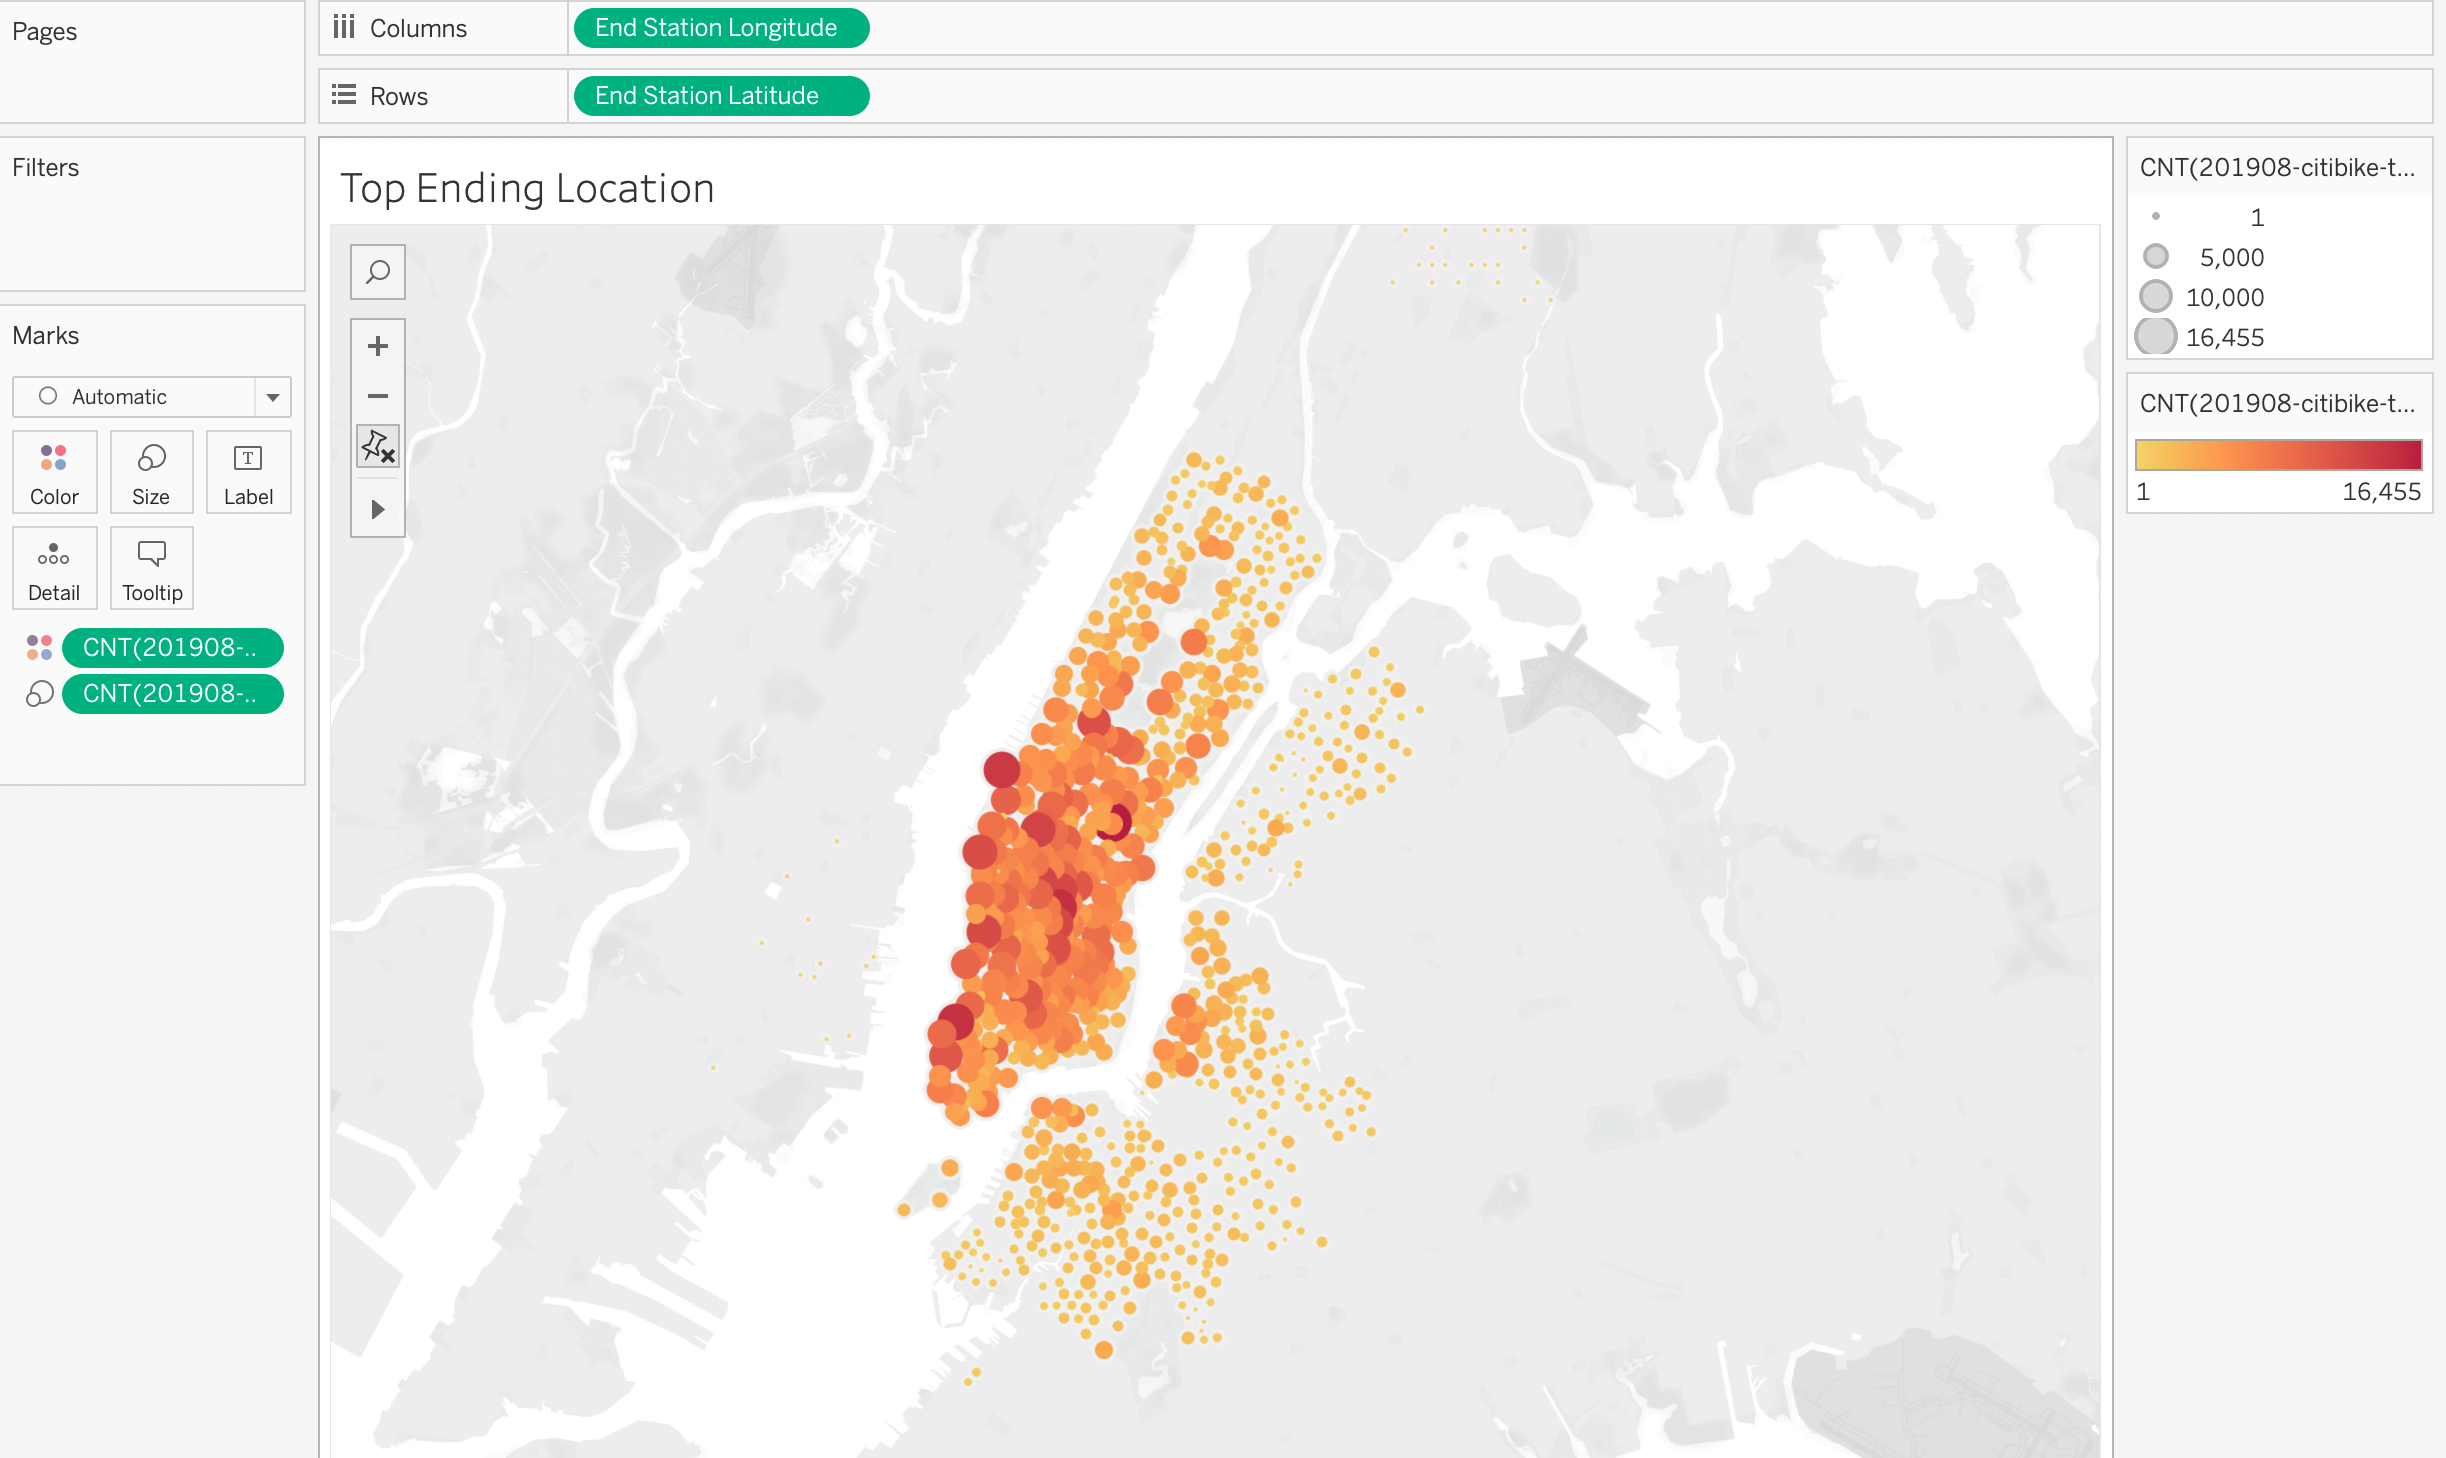 Pages
Columns
End Station Longitude
Rows
End Station Latitude
Filters
Top Ending Location
Marks
Automatic
Color
Size
T
Label
Detail
Tooltip
CNT(201908-..
CNT(201908-..
CNT(201908-citibike-t...
1
5,000
10,000
16,455
CNT(201908-citibike-t...
1
16,455